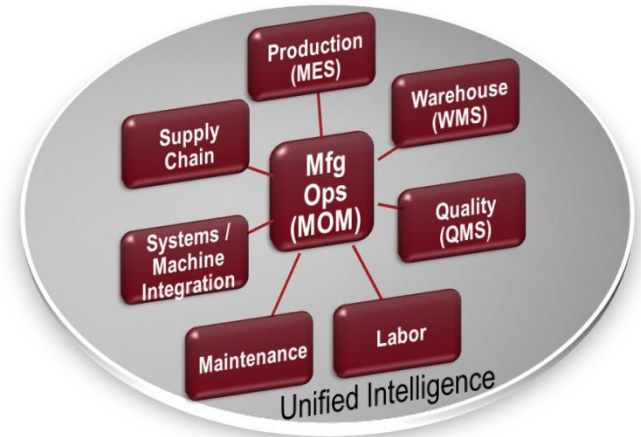 Production
(MES)
Warehouse
(WMS)
Supply
Chain
Mfg
Ops
(MOM)
Quality
(QMS)
Systems /
Machine
Integration
Maintenance
Labor
Unified Intelligence